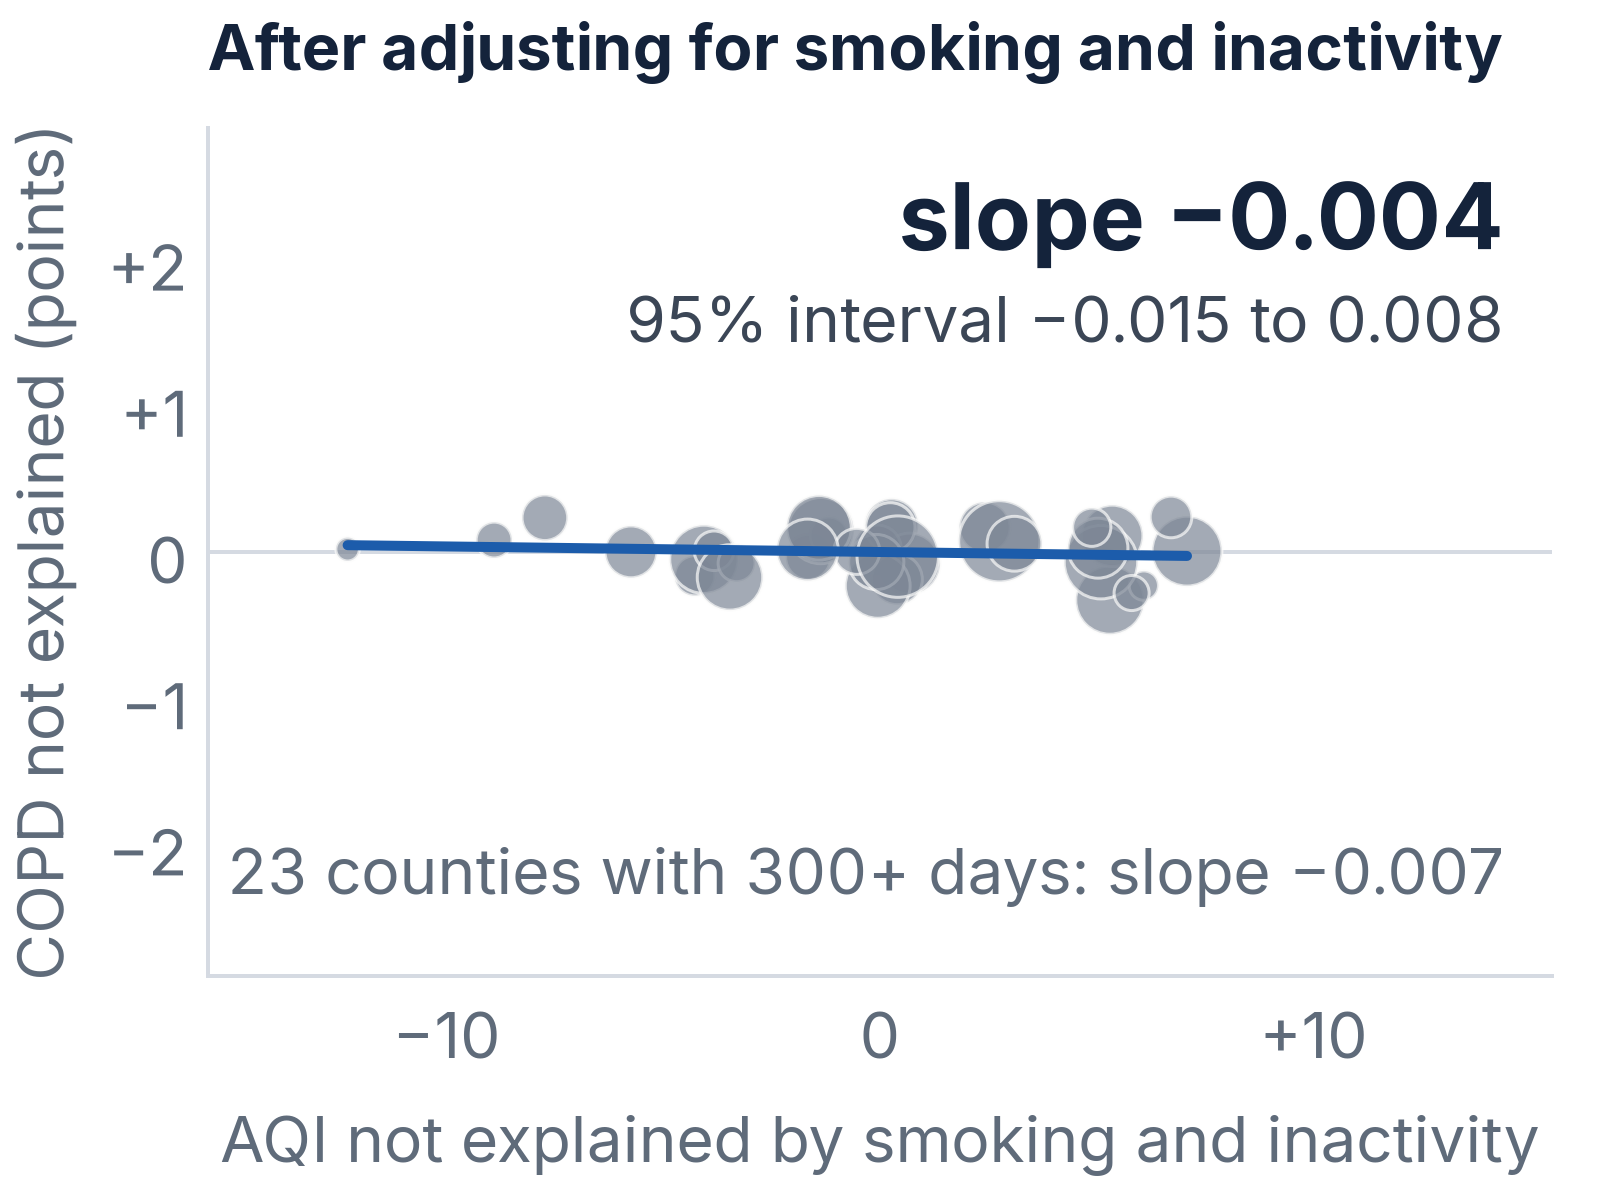 After adjusting for smoking and inactivity
COPD not explained (points)
slope −0.004
95% interval −0.015 to 0.008
+2
+1
0
−1
−2
23 counties with 300+ days: slope −0.007
−10
0
+10
AQI not explained by smoking and inactivity